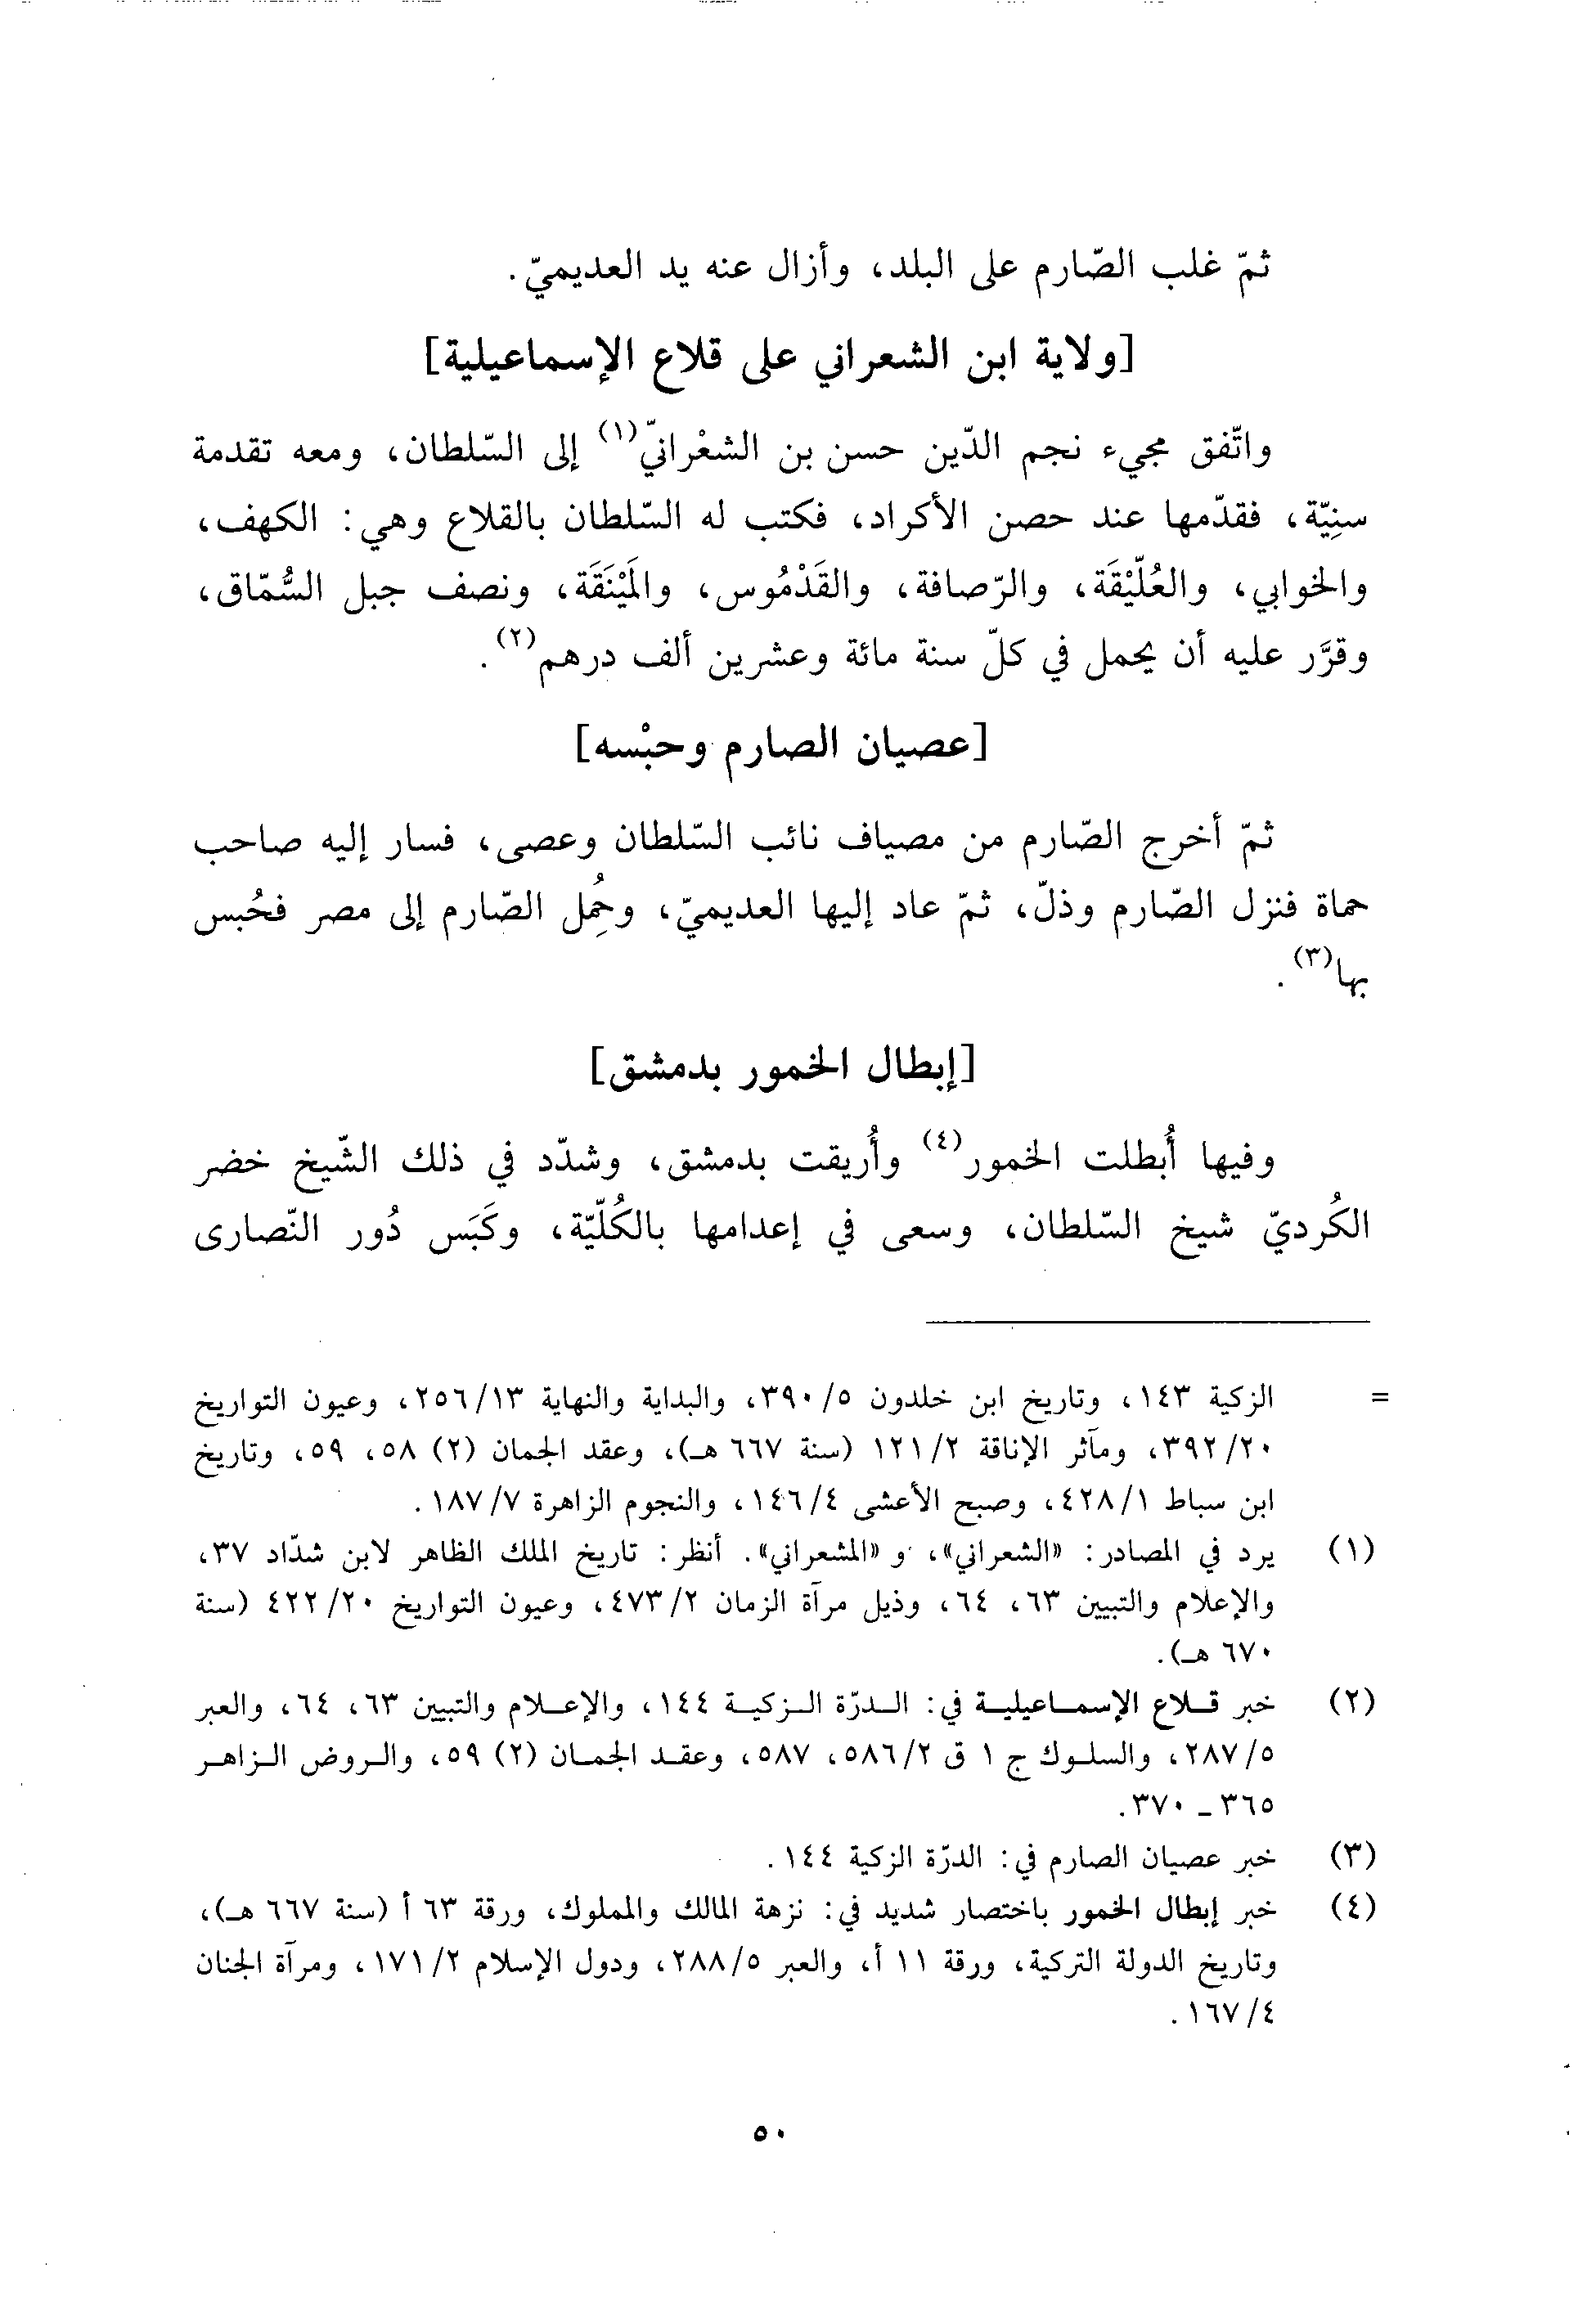 ثمّ غلب الصّارم على البلد، وأزال عنه يد العديميّ.
[ولاية ابن الشعراني على قلاع الإسماعيلية]
واتّفق مجيء نجم الدّين حسن بن الشعْرانيّ(١) إلى السّلطان، ومعه تقدمة
سنِيّة، فقدّمها عند حصن الأكراد، فكتب له السّلطان بالقلاع وهي: الكهف،
والخوابي، والعُلّيْقَة، والرّصافة، والقَدْمُوس، والمَيْنَقَة، ونصف جبل السُّمّاق،
وقرَّر عليه أن يحمل في كلّ سنة مائة وعشرين ألف درهم(٢).
[عصيان الصارم وحبْسه]
ثمّ أخرج الصّارم من مصياف نائب السّلطان وعصى، فسار إليه صاحب
حماة فنزل الصّارم وذلّ، ثمّ عاد إليها العديميّ، وحُمِل الصّارم إلى مصر فحُبس
بها(٣).
[إبطال الخمور بدمشق]
وفيها أُبطلت الخمور(٤) وأُريقت بدمشق، وشدّد في ذلك الشّيخ خضر
الكُرديّ شيخ السّلطان، وسعى في إعدامها بالكُلّيّة، وكَبَس دُور النّصارى
= الزكية ١٤٣، وتاريخ ابن خلدون ٣٩٠/٥، والبداية والنهاية ٢٥٦/١٣، وعيون التواريخ
٣٩٢/٢٠، ومآثر الإناقة ١٢١/٢ (سنة ٦٦٧ هـ)، وعقد الجمان (٢) ٥٨، ٥٩، وتاريخ
ابن سباط ٤٢٨/١، وصبح الأعشى ١٤٦/٤، والنجوم الزاهرة ١٨٧/٧.
(١) يرد في المصادر: «الشعراني»، و «المشعراني». أنظر: تاريخ الملك الظاهر لابن شدّاد ٣٧،
والإعلام والتبيين ٦٣، ٦٤، وذيل مرآة الزمان ٤٧٣/٢، وعيون التواريخ ٤٢٢/٢٠ (سنة
٦٧٠ هـ).
(٢) خبر قلاع الإسماعيلية في: الدرّة الزكية ١٤٤، والإعلام والتبيين ٦٣، ٦٤، والعبر
٢٨٧/٥، والسلوك ج ١ ق ٥٨٦/٢، ٥٨٧، وعقد الجمان (٢) ٥٩، والروض الزاهر
٣٦٥ - ٣٧٠.
(٣) خبر عصيان الصارم في: الدرّة الزكية ١٤٤.
(٤) خبر إبطال الخمور باختصار شديد في: نزهة المالك والمملوك، ورقة ٦٣ أ (سنة ٦٦٧ هـ)،
وتاريخ الدولة التركية، ورقة ١١ أ، والعبر ٢٨٨/٥، ودول الإسلام ١٧١/٢، ومرآة الجنان
١٦٧/٤.
٥٠